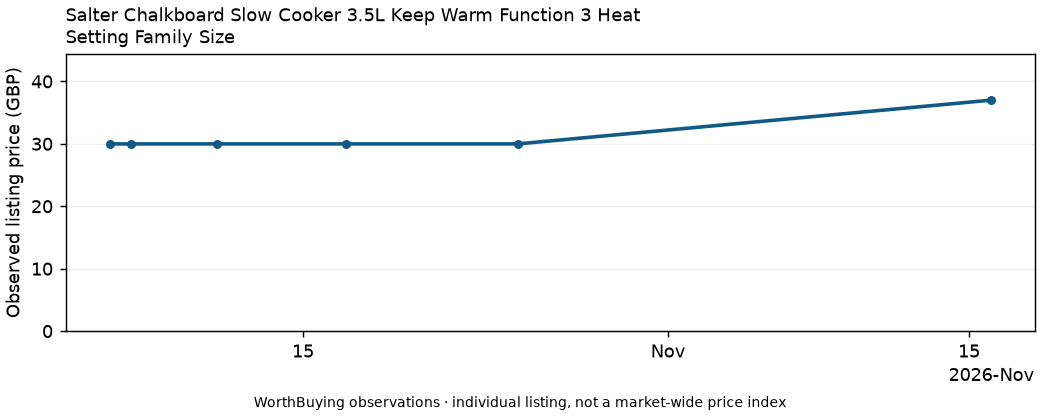 Salter Chalkboard Slow Cooker 3.5L Keep Warm Function 3 Heat
Setting Family Size
Observed listing price (GBP)
40
30
20
10
0
15
Nov
15
2026-Nov
WorthBuying observations · individual listing, not a market-wide price index